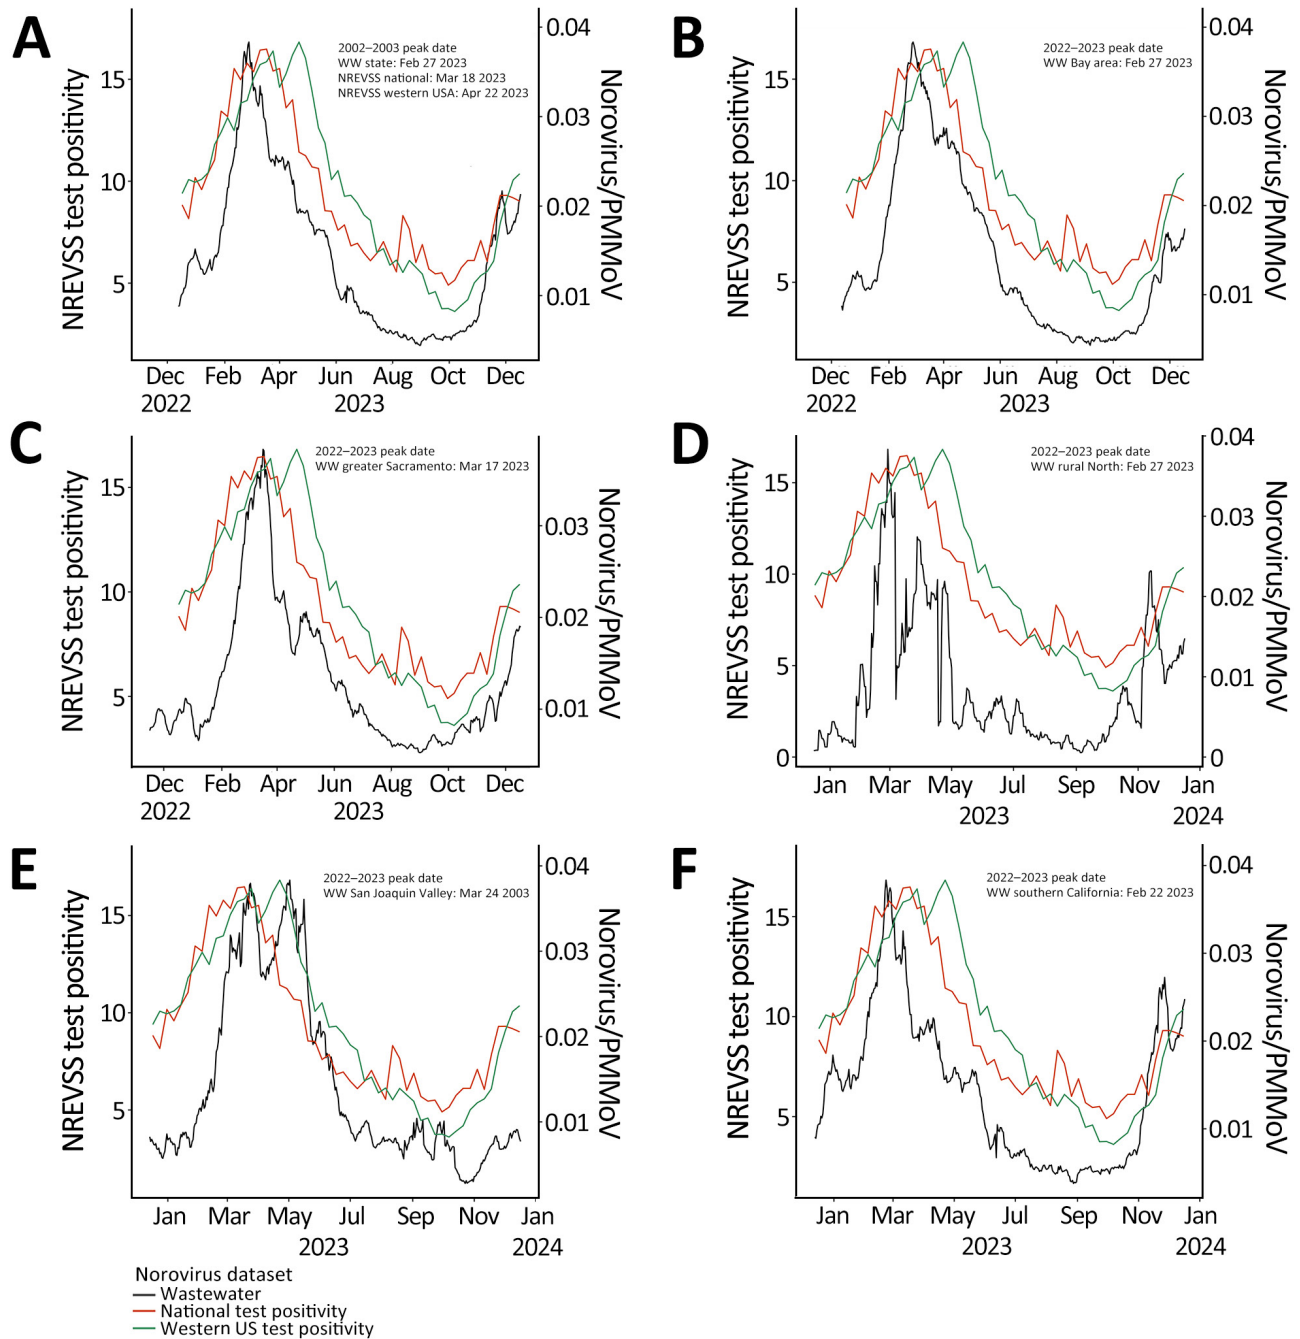 A
2002–2003 peak date
WW state: Feb 27 2023
NREVSS national: Mar 18 2023
NREVSS western USA: Apr 22 2023
NREVSS test positivity
15
10
5
0.04
0.03
0.02
0.01
Norovirus/PMMoV
Dec Feb Apr Jun Aug Oct Dec
2022 2023
B
2022–2023 peak date
WW Bay area: Feb 27 2023
NREVSS test positivity
15
10
5
0.04
0.03
0.02
0.01
Norovirus/PMMoV
Dec Feb Apr Jun Aug Oct Dec
2022 2023
C
2022–2023 peak date
WW greater Sacramento: Mar 17 2023
NREVSS test positivity
15
10
5
0.03
0.02
0.01
Norovirus/PMMoV
Dec Feb Apr Jun Aug Oct Dec
2022 2023
D
2022–2023 peak date
WW rural North: Feb 27 2023
NREVSS test positivity
15
10
5
0
0.04
0.03
0.02
0.01
0
Norovirus/PMMoV
Jan Mar May Jul Sep Nov Jan
2023 2024
E
2022–2023 peak date
WW San Joaquin Valley: Mar 24 2003
NREVSS test positivity
15
10
5
0.04
0.03
0.02
0.01
Norovirus/PMMoV
Jan Mar May Jul Sep Nov Jan
2023 2024
F
2022–2023 peak date
WW southern California: Feb 22 2023
NREVSS test positivity
15
10
5
0.04
0.03
0.02
0.01
Norovirus/PMMoV
Jan Mar May Jul Sep Nov Jan
2023 2024
Norovirus dataset
Wastewater
National test positivity
Western US test positivity